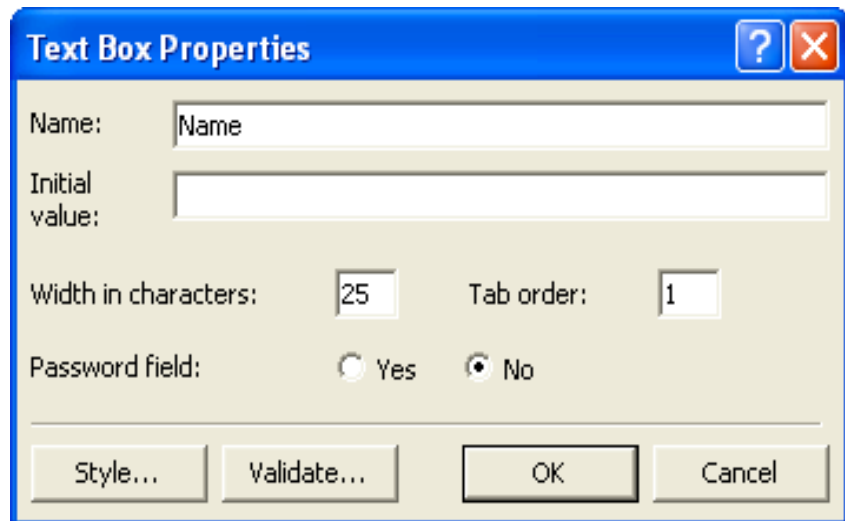 Text Box Properties ?
Name: Name
Initial
value:
Width in characters: 25 Tab order: 1
Password field: Yes No
Style... Validate... OK Cancel